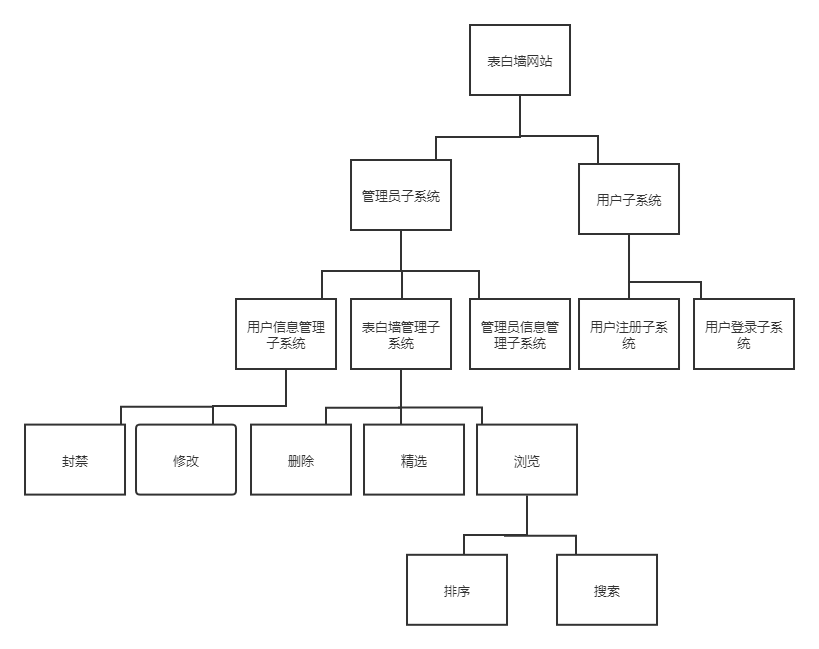 表白墙网站
管理员子系统
用户子系统
用户信息管理
子系统
表白墙管理子
系统
管理员信息管
理子系统
用户注册子系
统
用户登录子系
统
封禁
修改
删除
精选
浏览
排序
搜索